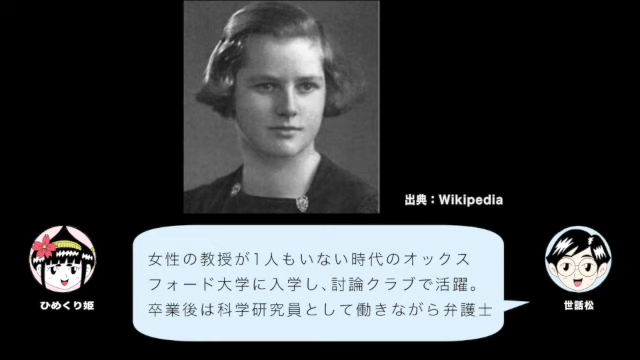 出典：Wikipedia
女性の教授が1人もいない時代のオックス
フォード大学に入学し、討論クラブで活躍。
卒業後は科学研究員として働きながら弁護士
ひめくり姫
世話松